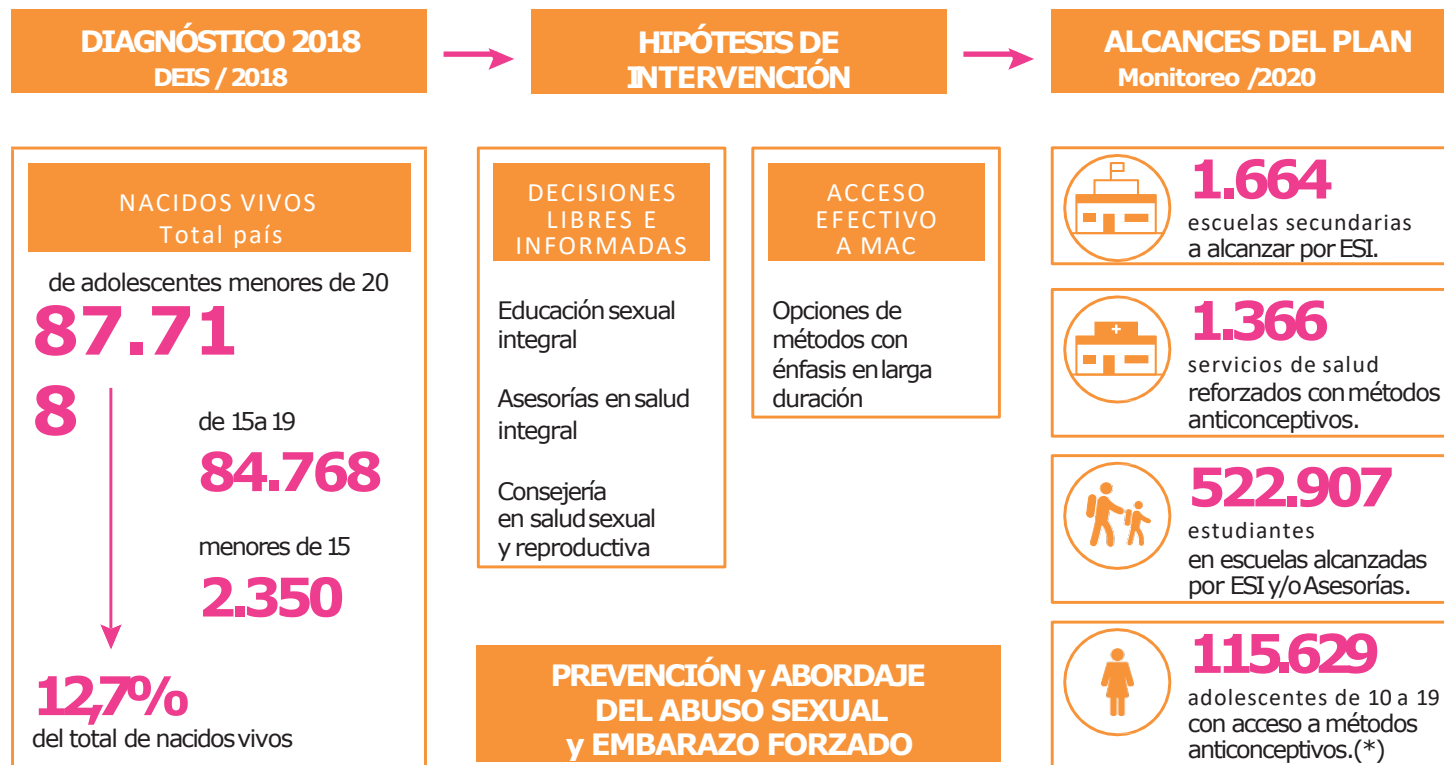 DIAGNÓSTICO 2018
DEIS / 2018
HIPÓTESIS DE
INTERVENCIÓN
ALCANCES DEL PLAN
Monitoreo /2020
NACIDOS VIVOS
Total país
de adolescentes menores de 20
87.71
8
de 15a 19
84.768
menores de 15
2.350
12,7%
del total de nacidos vivos
DECISIONES
LIBRES E
INFORMADAS
Educación sexual
integral
Asesorías en salud
integral
Consejería
en salud sexual
y reproductiva
ACCESO
EFECTIVO
A MAC
Opciones de
métodos con
énfasis en larga
duración
PREVENCIÓN y ABORDAJE
DEL ABUSO SEXUAL
y EMBARAZO FORZADO
1.664
escuelas secundarias
a alcanzar por ESI.
1.366
servicios de salud
reforzados con métodos
anticonceptivos.
522.907
estudiantes
en escuelas alcanzadas
por ESI y/o Asesorías.
115.629
adolescentes de 10 a 19
con acceso a métodos
anticonceptivos.(*)